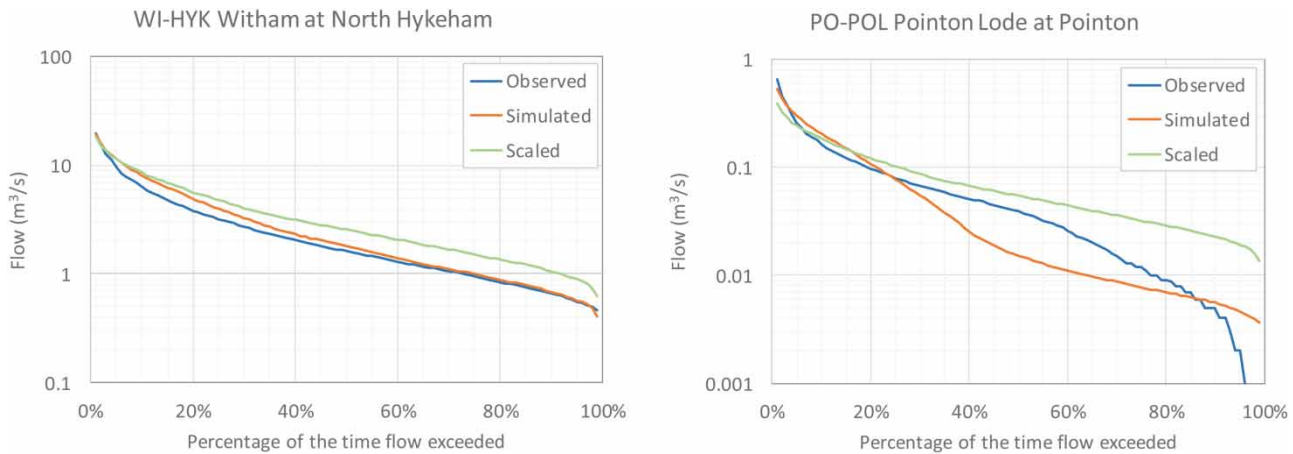 WI-HYK Witham at North Hykeham
100
10
1
0.1
Flow (m³/s)
Observed
Simulated
Scaled
0% 20% 40% 60% 80% 100%
Percentage of the time flow exceeded
PO-POL Pointon Lode at Pointon
1
0.1
0.01
0.001
Flow (m³/s)
Observed
Simulated
Scaled
0% 20% 40% 60% 80% 100%
Percentage of the time flow exceeded